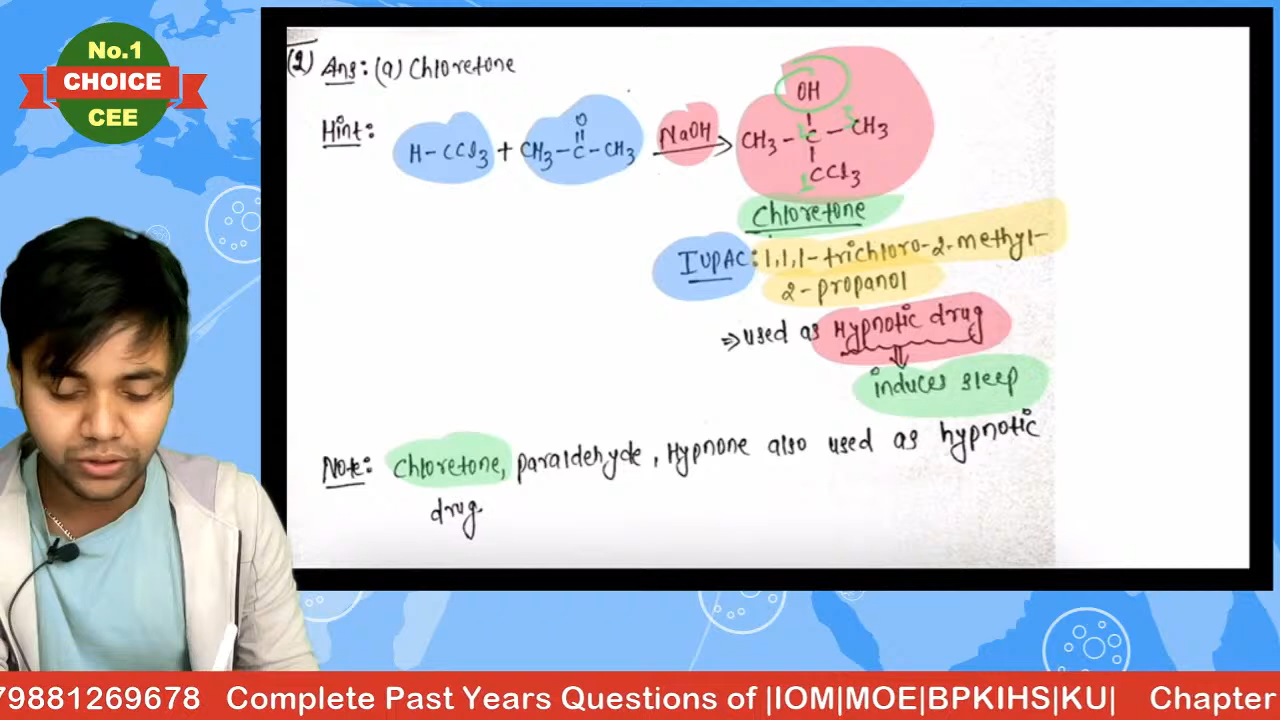 No.1
CHOICE
CEE
(2) Ans: (a) Chloretone
Hint: H-CCl3 + CH3-C-CH3 NaOH CH3-C-CH3
O
OH
CCl3
Chloretone
IUPAC: 1,1,1-trichloro-2-methyl-
2-propanol
⇒ used as Hypnotic drug
induces sleep
Note: Chloretone, paraldehyde, Hypnone also used as hypnotic
drug.
79881269678 Complete Past Years Questions of |IOM|MOE|BPKIHS|KU| Chapter